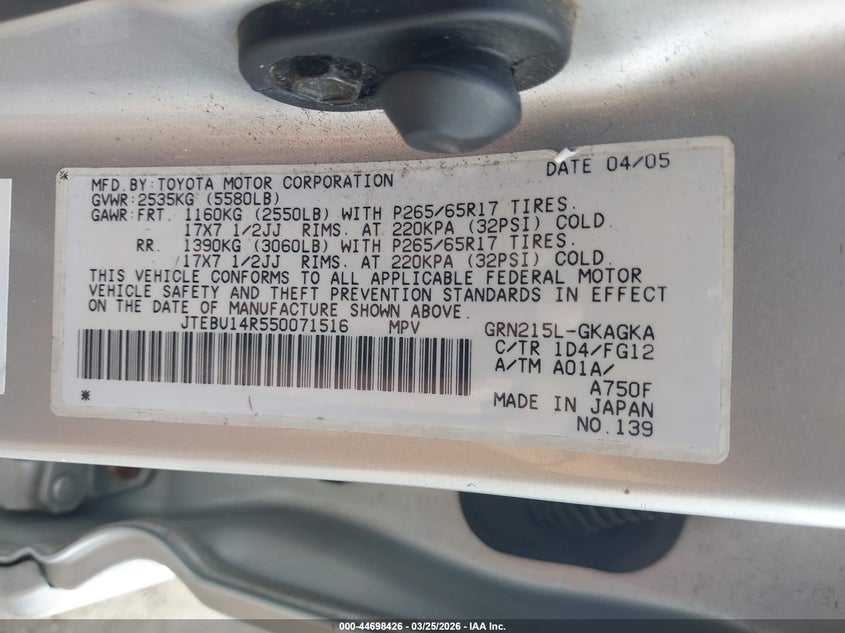 DATE 04/05
MFD.BY:TOYOTA MOTOR CORPORATION
GVWR:2535KG (5580LB)
GAWR:FRT. 1160KG (2550LB) WITH P265/65R17 TIRES.
17X7 1/2JJ RIMS. AT 220KPA (32PSI) COLD.
RR. 1390KG (3060LB) WITH P265/65R17 TIRES.
17X7 1/2JJ RIMS. AT 220KPA (32PSI) COLD.
THIS VEHICLE CONFORMS TO ALL APPLICABLE FEDERAL MOTOR
VEHICLE SAFETY AND THEFT PREVENTION STANDARDS IN EFFECT
ON THE DATE OF MANUFACTURE SHOWN ABOVE.
JTEBU14R550071516 MPV GRN215L-GKAGKA
C/TR 1D4/FG12
A/TM A01A/
A750F
MADE IN JAPAN
NO.139
000-44698426 - 03/25/2026 - IAA Inc.